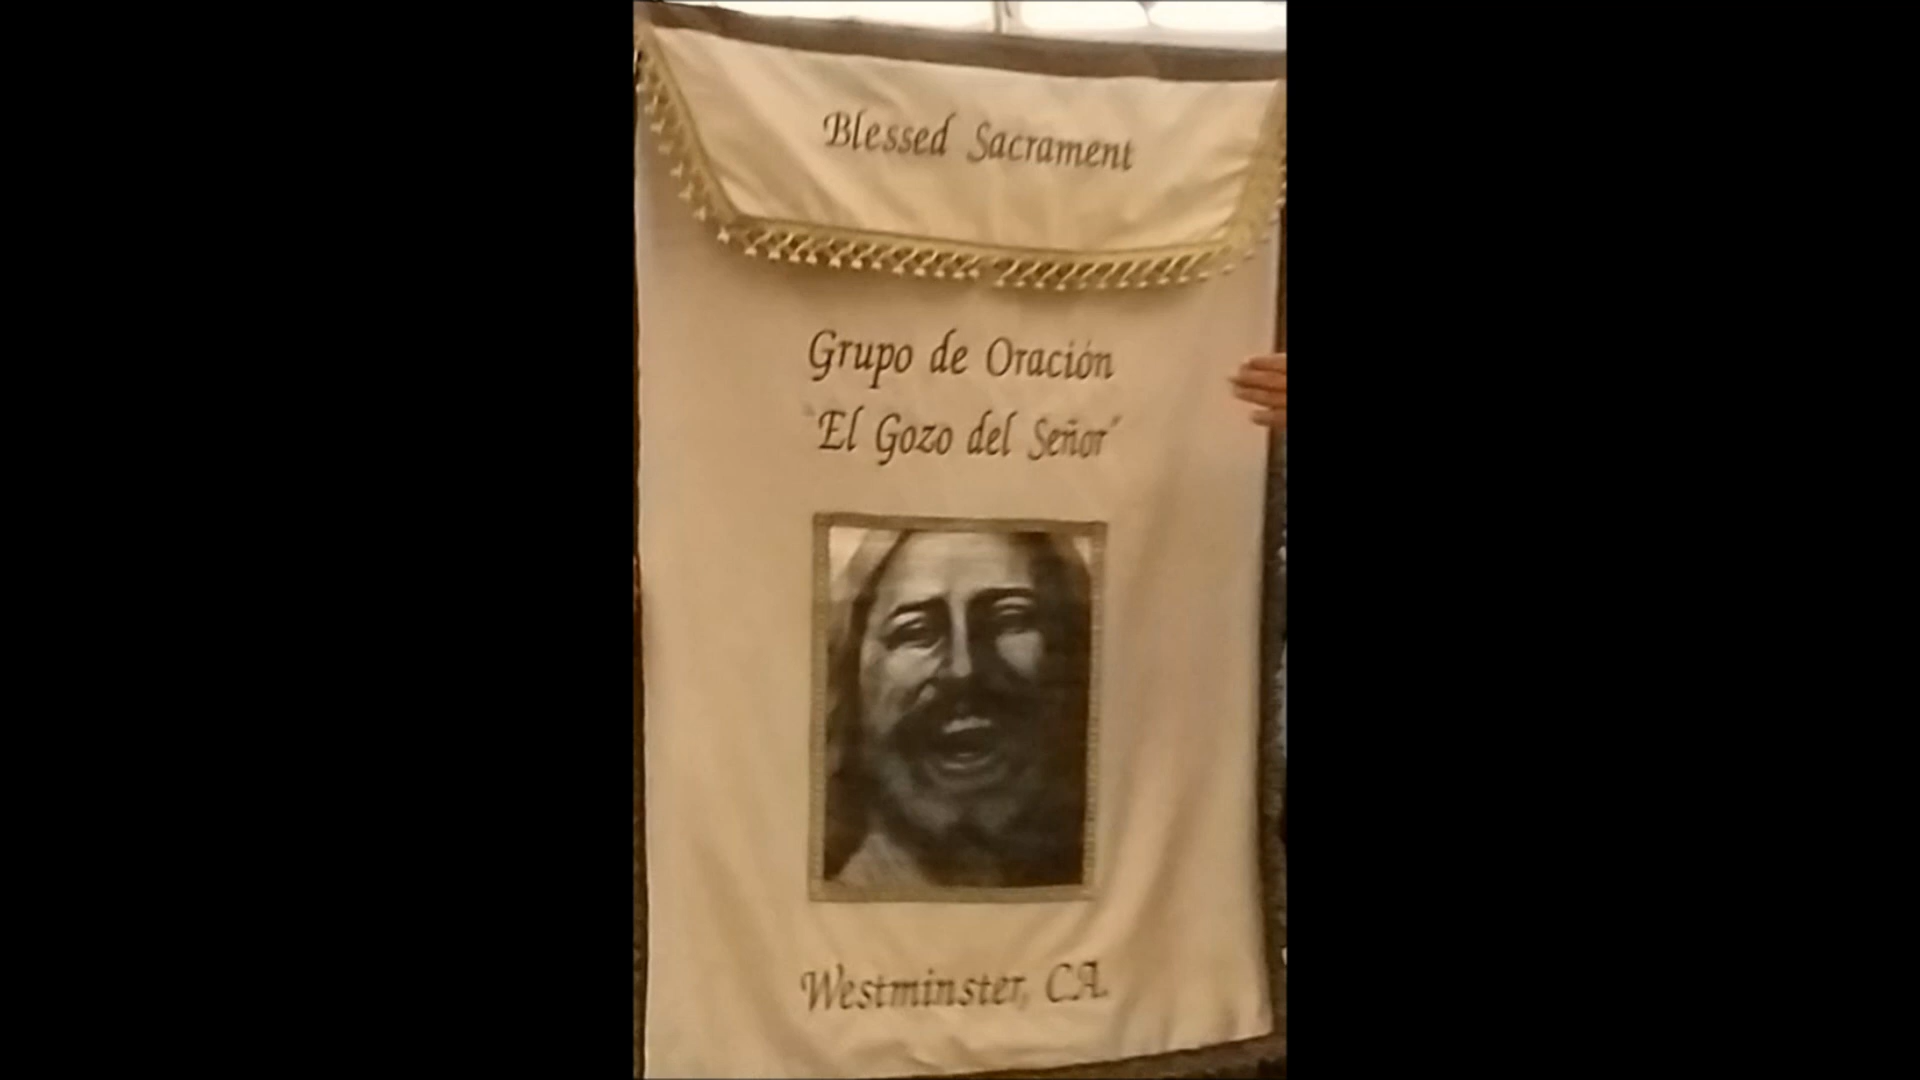 Blessed Sacrament
Grupo de Oración
"El Gozo del Señor"
Westminster, CA.